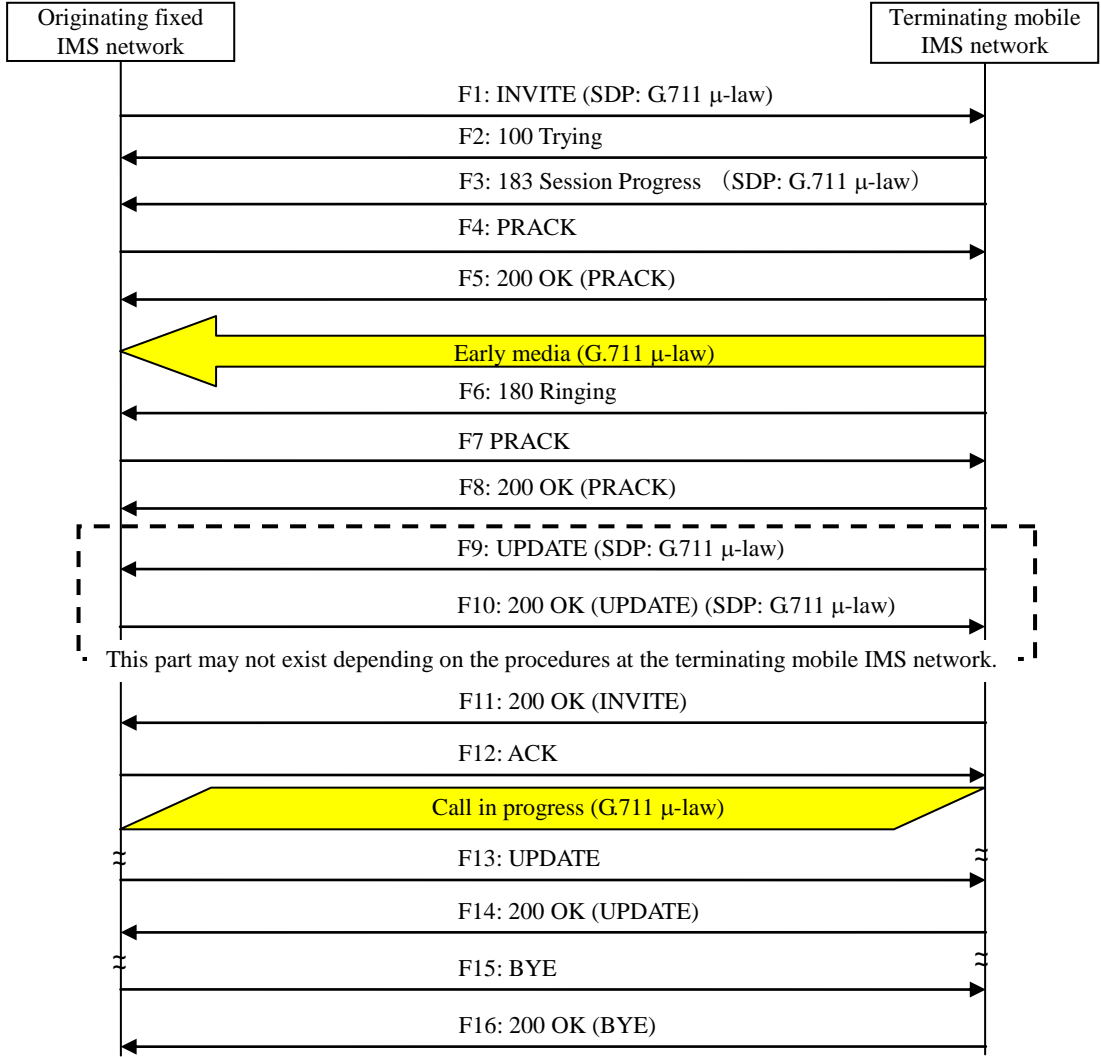 Originating fixed
IMS network
Terminating mobile
IMS network
F1: INVITE (SDP: G.711 μ-law)
F2: 100 Trying
F3: 183 Session Progress （SDP: G.711 μ-law）
F4: PRACK
F5: 200 OK (PRACK)
Early media (G.711 μ-law)
F6: 180 Ringing
F7 PRACK
F8: 200 OK (PRACK)
F9: UPDATE (SDP: G.711 μ-law)
F10: 200 OK (UPDATE) (SDP: G.711 μ-law)
This part may not exist depending on the procedures at the terminating mobile IMS network.
F11: 200 OK (INVITE)
F12: ACK
Call in progress (G.711 μ-law)
F13: UPDATE
F14: 200 OK (UPDATE)
F15: BYE
F16: 200 OK (BYE)